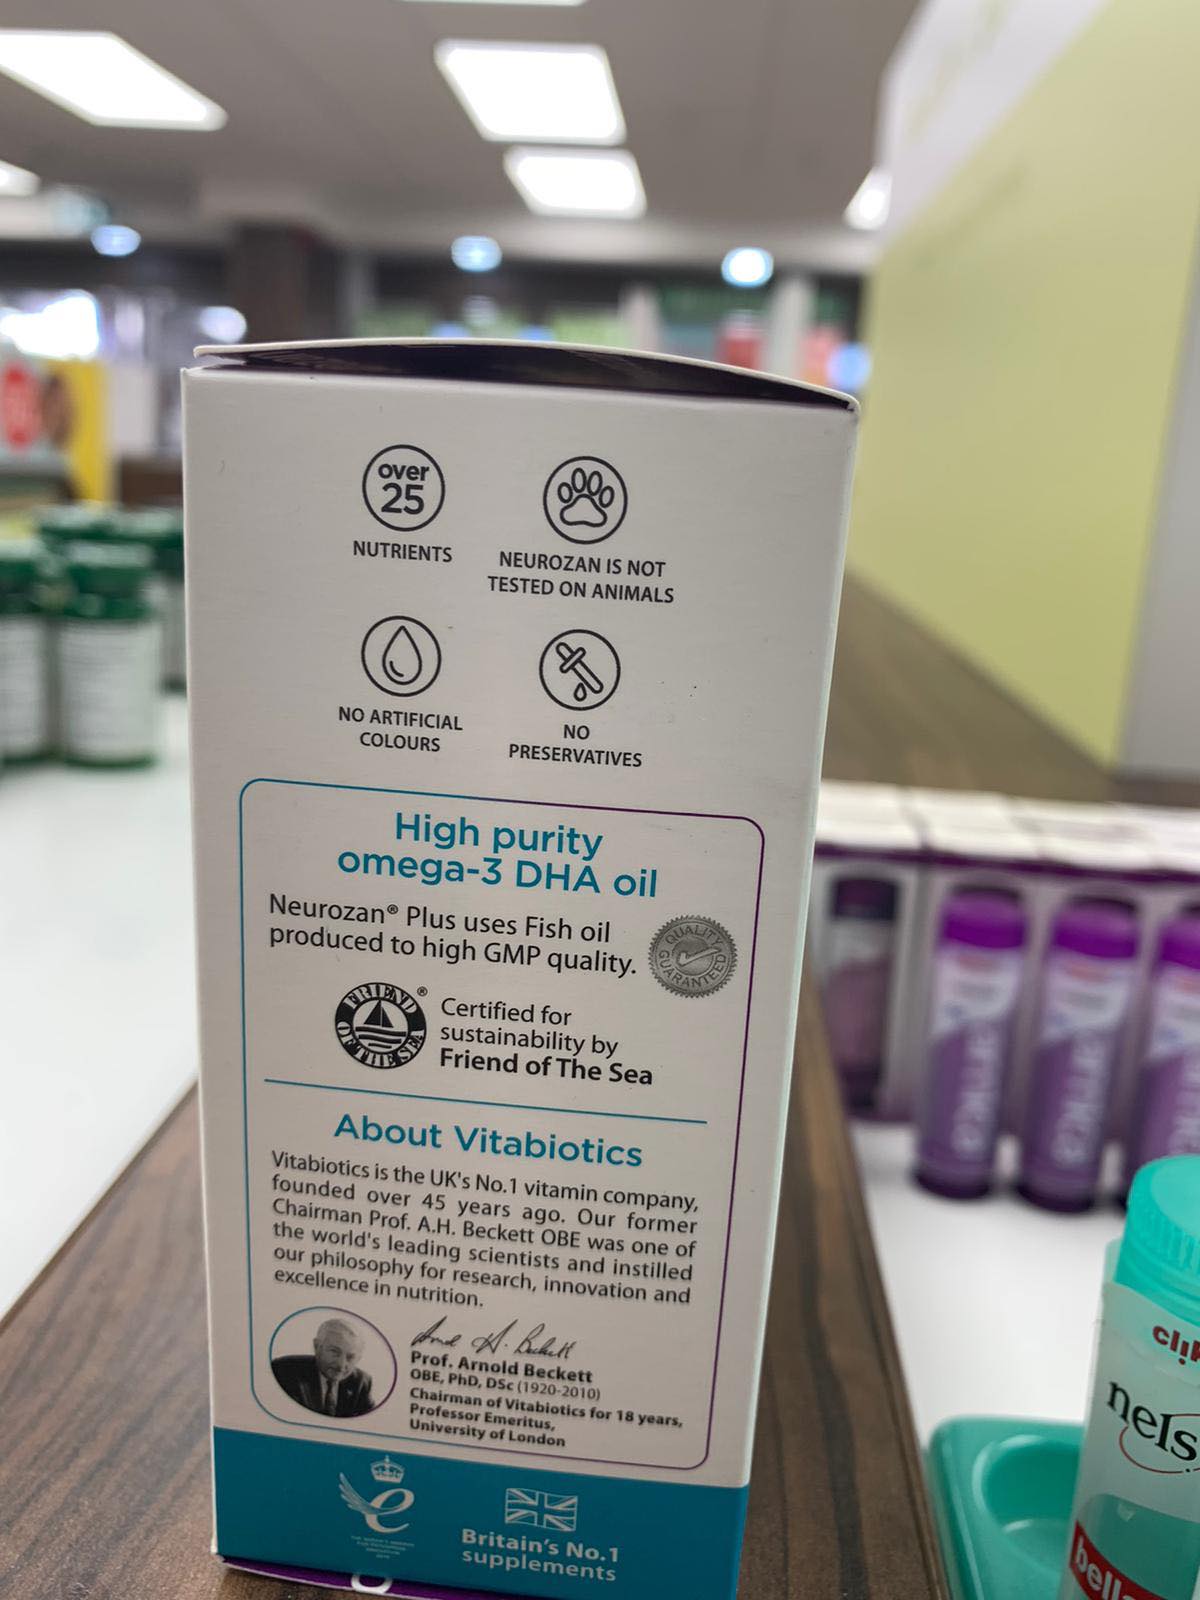 over
25
NUTRIENTS
NEUROZAN IS NOT
TESTED ON ANIMALS
NO ARTIFICIAL
COLOURS
NO
PRESERVATIVES
High purity
omega-3 DHA oil
Neurozan® Plus uses Fish oil
produced to high GMP quality.
QUALITY
GUARANTEED
FRIEND
OF THE SEA
®
Certified for
sustainability by
Friend of The Sea
About Vitabiotics
Vitabiotics is the UK's No.1 vitamin company,
founded over 45 years ago. Our former
Chairman Prof. A.H. Beckett OBE was one of
the world's leading scientists and instilled
our philosophy for research, innovation and
excellence in nutrition.
Arnold H. Beckett
Prof. Arnold Beckett
OBE, PhD, DSc (1920-2010)
Chairman of Vitabiotics for 18 years,
Professor Emeritus,
University of London
Britain's No.1
supplements
clik
nels
bella